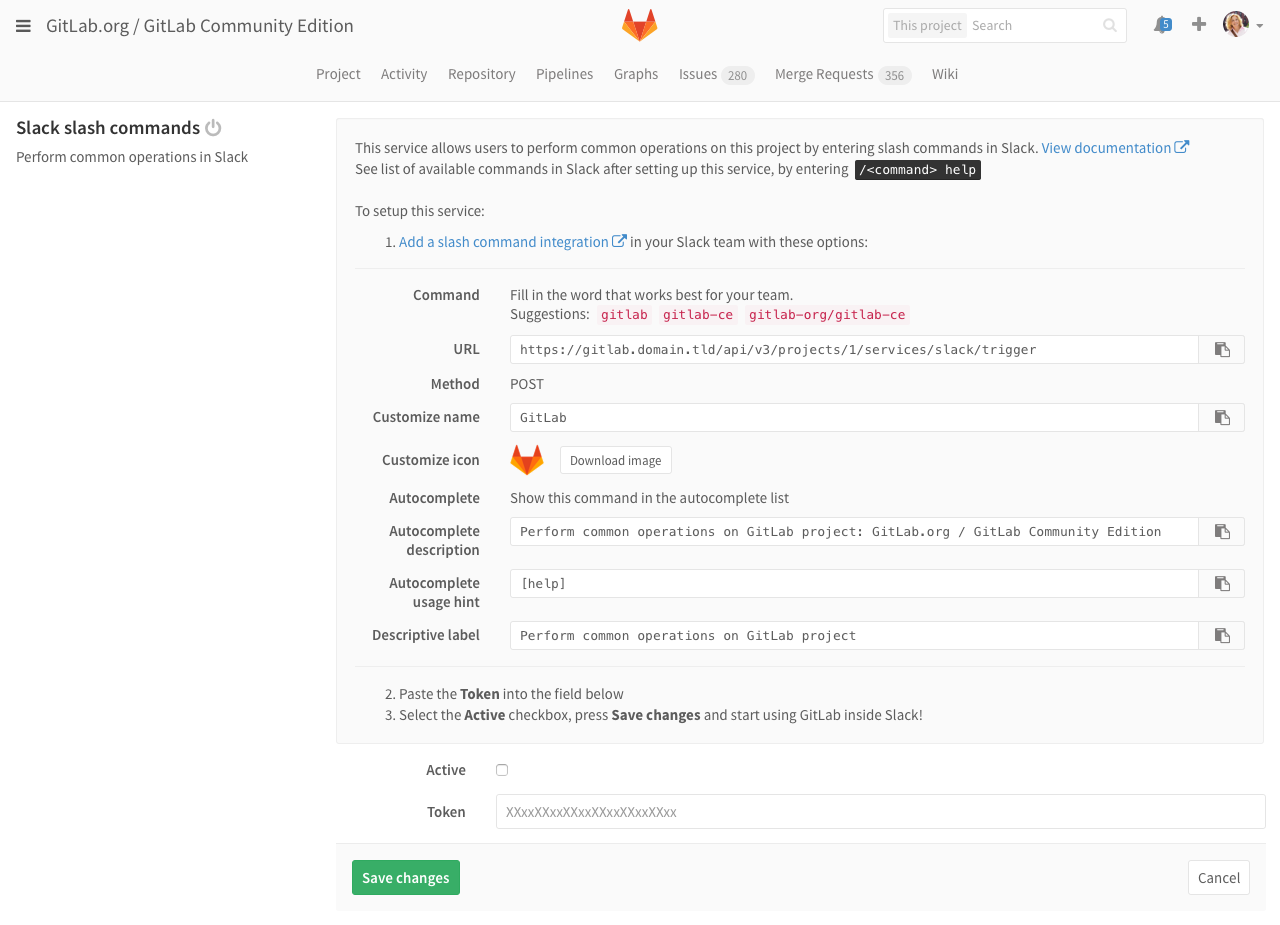 GitLab.org / GitLab Community Edition
This project Search
5
Project Activity Repository Pipelines Graphs Issues 280 Merge Requests 356 Wiki
Slack slash commands
Perform common operations in Slack
This service allows users to perform common operations on this project by entering slash commands in Slack. View documentation
See list of available commands in Slack after setting up this service, by entering /<command> help
To setup this service:
1. Add a slash command integration in your Slack team with these options:
Command Fill in the word that works best for your team.
Suggestions: gitlab gitlab-ce gitlab-org/gitlab-ce
URL https://gitlab.domain.tld/api/v3/projects/1/services/slack/trigger
Method POST
Customize name GitLab
Customize icon Download image
Autocomplete Show this command in the autocomplete list
Autocomplete description Perform common operations on GitLab project: GitLab.org / GitLab Community Edition
Autocomplete usage hint [help]
Descriptive label Perform common operations on GitLab project
2. Paste the Token into the field below
3. Select the Active checkbox, press Save changes and start using GitLab inside Slack!
Active
Token XXxxXXxxXXxxXXxxXXxxXXxx
Save changes Cancel